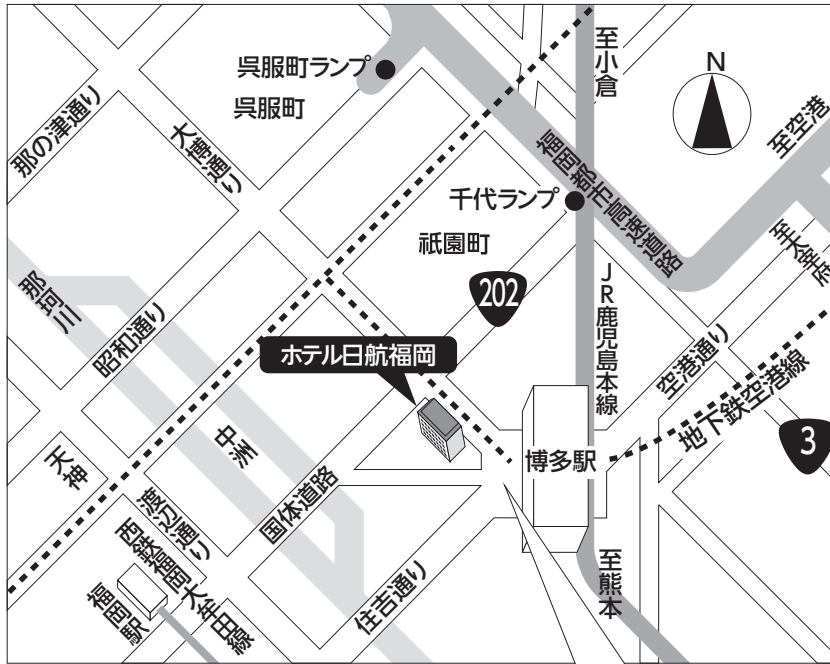 呉服町ランプ
呉服町
至小倉
N
至空港
那の津通り
大博通り
福岡都市高速道路
千代ランプ
祇園町
至太宰府
202
JR鹿児島本線
那珂川
昭和通り
ホテル日航福岡
空港通り
地下鉄空港線
3
中洲
博多駅
天神
国体道路
渡辺通り
西鉄福岡
福岡駅
大牟田線
住吉通り
至熊本